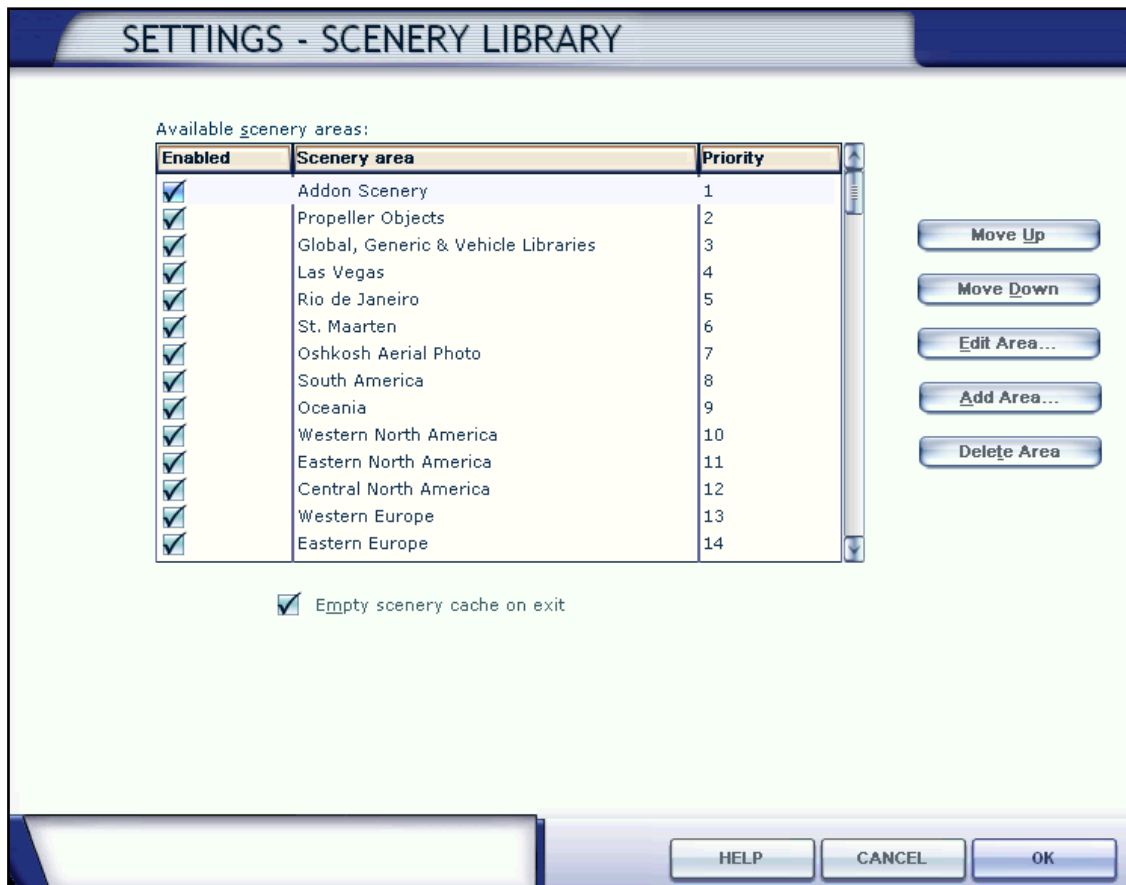 SETTINGS - SCENERY LIBRARY
Available scenery areas:
Enabled Scenery area Priority
Addon Scenery 1
Propeller Objects 2
Global, Generic & Vehicle Libraries 3
Las Vegas 4
Rio de Janeiro 5
St. Maarten 6
Oshkosh Aerial Photo 7
South America 8
Oceania 9
Western North America 10
Eastern North America 11
Central North America 12
Western Europe 13
Eastern Europe 14
Move Up
Move Down
Edit Area...
Add Area...
Delete Area
Empty scenery cache on exit
HELP CANCEL OK